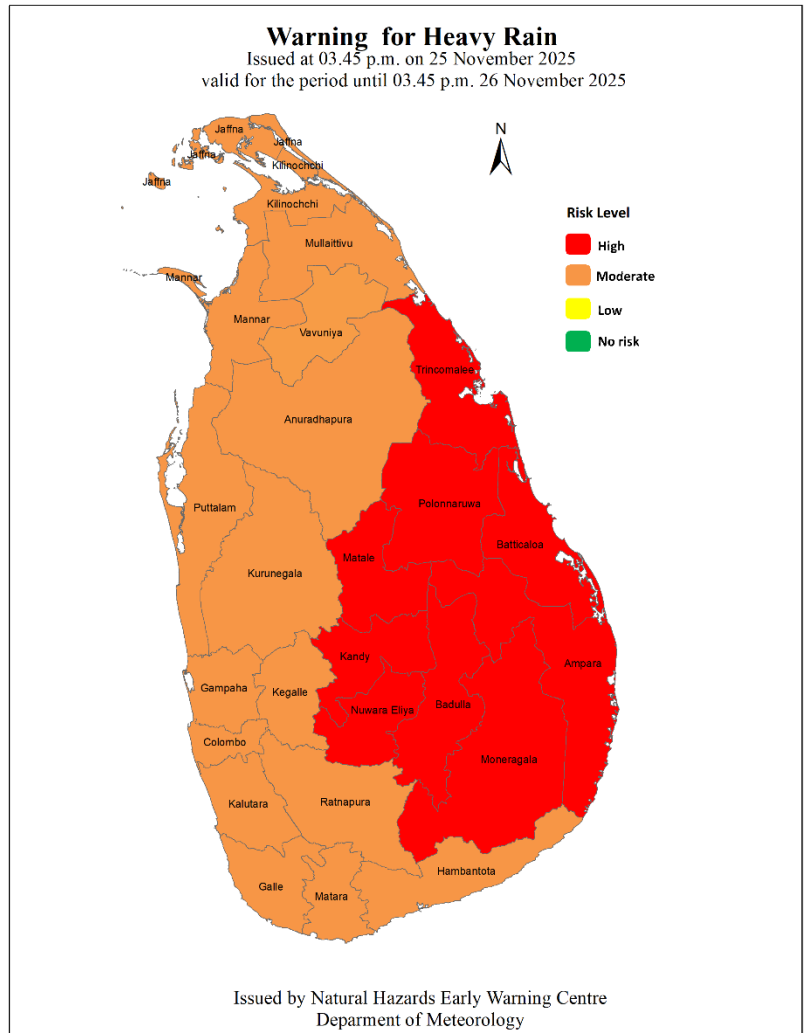 Warning for Heavy Rain
Issued at 03.45 p.m. on 25 November 2025
valid for the period until 03.45 p.m. 26 November 2025
N
Jaffna
Jaffna
Jaffna
Kilinochchi
Jaffna
Kilinochchi
Mullaittivu
Mannar
Mannar
Vavuniya
Trincomalee
Anuradhapura
Puttalam
Polonnaruwa
Battioaloa
Matale
Kurunegala
Kandy
Ampara
Gampaha
Kegalle
Nuwara Eliya
Badulla
Colombo
Moneragala
Kalutara
Ratnapura
Hambantota
Galle
Matara
Risk Level
High
Moderate
Low
No risk
Issued by Natural Hazards Early Warning Centre
Deparment of Meteorology